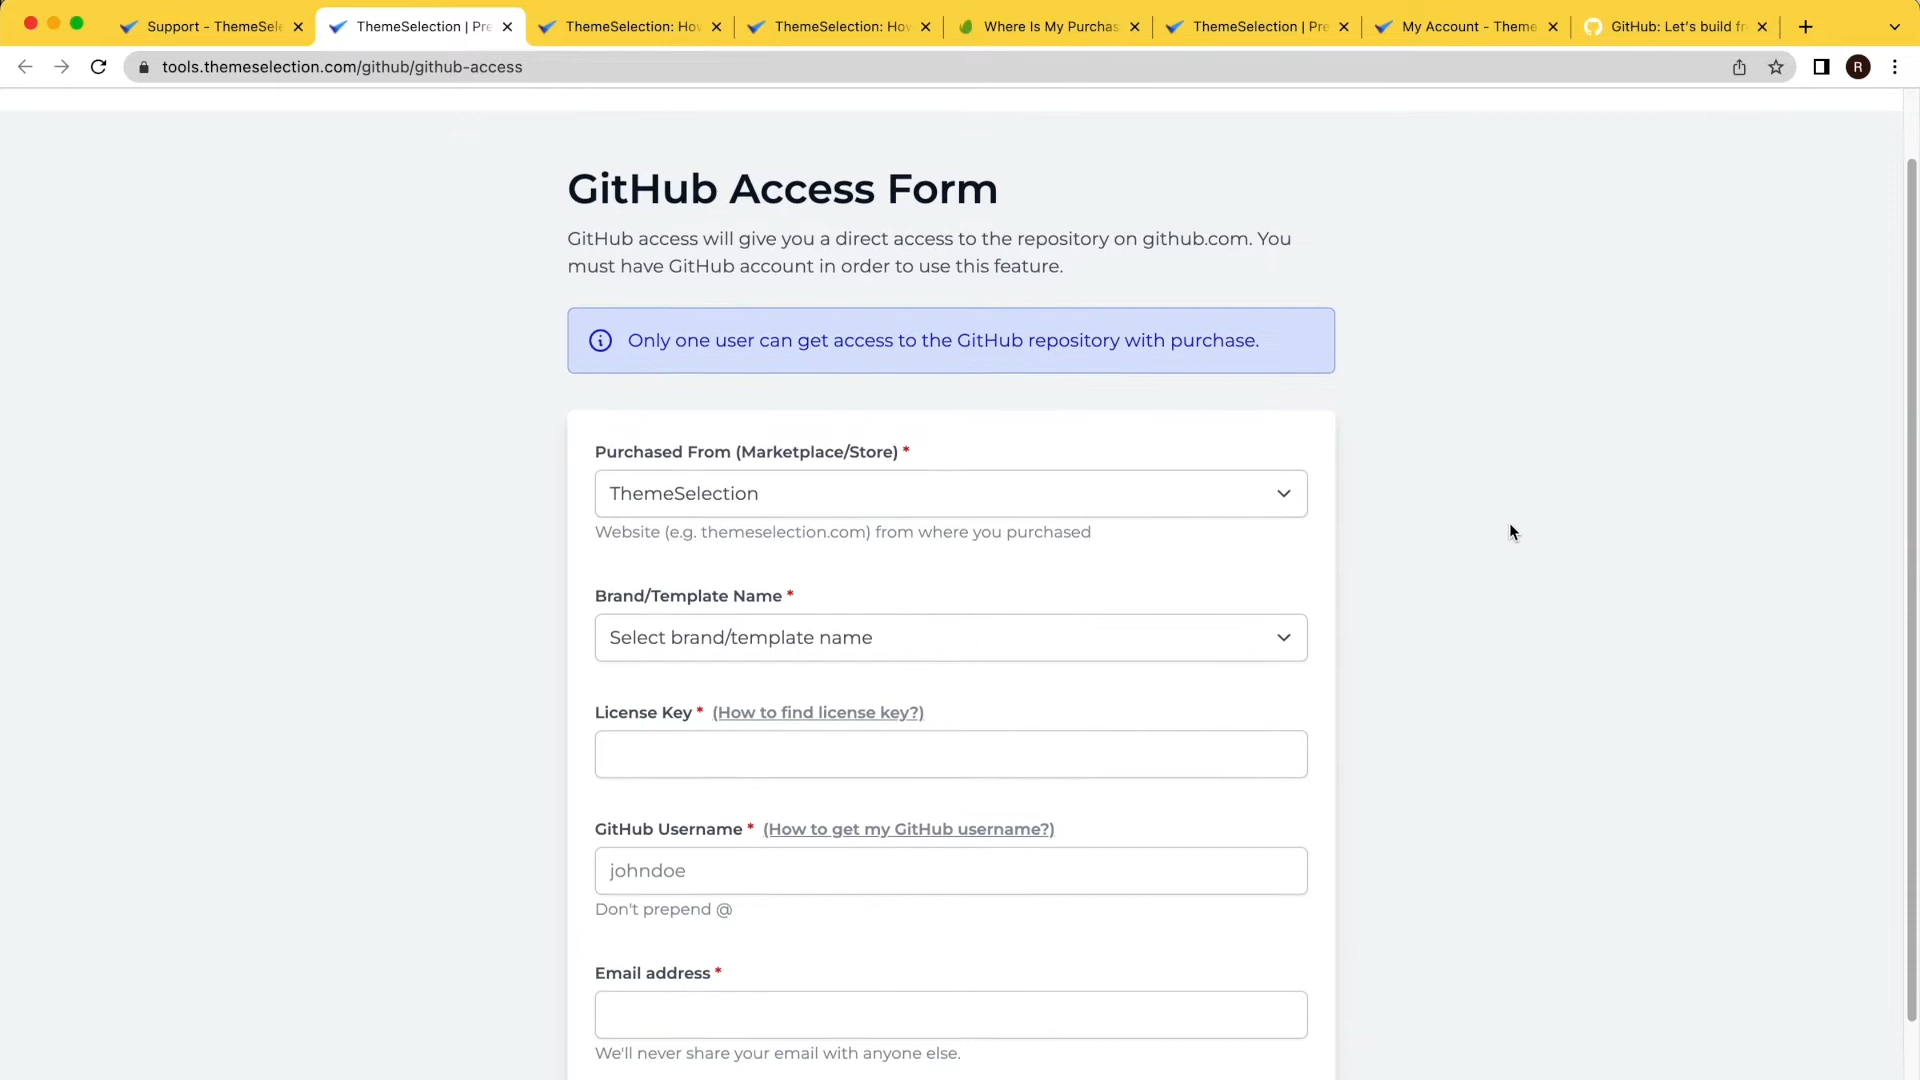 Support - ThemeSele
ThemeSelection | Pre
ThemeSelection: How
ThemeSelection: How
Where Is My Purchas
ThemeSelection | Pre
My Account - Theme
GitHub: Let's build fr
tools.themeselection.com/github/github-access
R
GitHub Access Form
GitHub access will give you a direct access to the repository on github.com. You
must have GitHub account in order to use this feature.
Only one user can get access to the GitHub repository with purchase.
Purchased From (Marketplace/Store) *
ThemeSelection
Website (e.g. themeselection.com) from where you purchased
Brand/Template Name *
Select brand/template name
License Key * (How to find license key?)
GitHub Username * (How to get my GitHub username?)
johndoe
Don't prepend @
Email address *
We'll never share your email with anyone else.